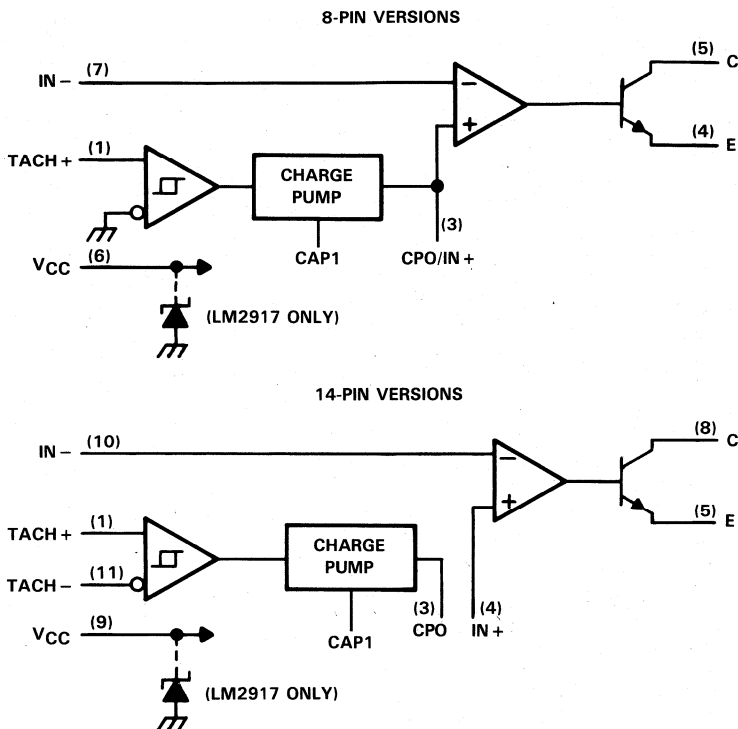 8-PIN VERSIONS
IN− (7)
(5) C
(4) E
TACH+ (1)
CHARGE
PUMP
(3)
CAP1
CPO/IN+
VCC (6)
(LM2917 ONLY)
14-PIN VERSIONS
IN− (10)
(8) C
(5) E
TACH+ (1)
CHARGE
PUMP
TACH− (11)
(3) (4)
CPO IN+
CAP1
VCC (9)
(LM2917 ONLY)